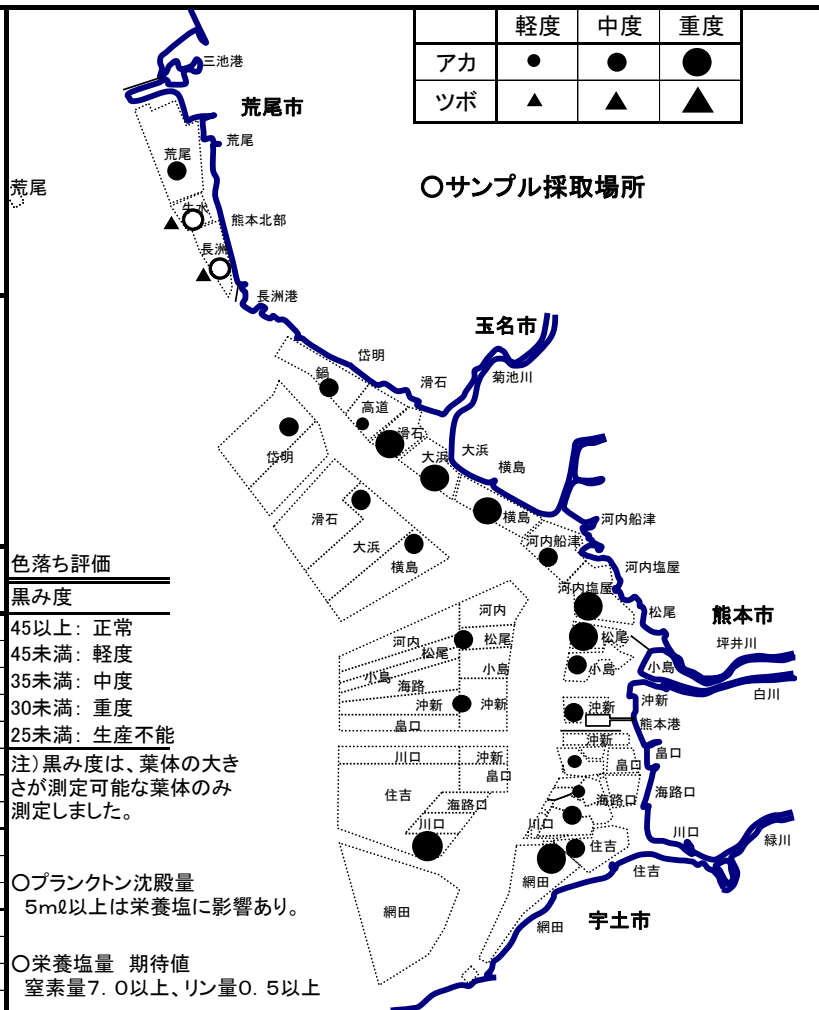 軽度 中度 重度
アカ
ツボ
三池港
荒尾市
荒尾
荒尾
荒尾
○サンプル採取場所
牛水
熊本北部
長洲
長洲港
玉名市
岱明
鍋
滑石
菊池川
高道
滑石
大浜
大浜
横島
岱明
滑石
大浜
横島
横島
河内船津
河内船津
河内塩屋
河内塩屋
松尾
熊本市
坪井川
松尾
小島
小島
白川
河内
河内
松尾
松尾
小島
小島
海路
沖新
沖新
畠口
沖新
沖新
熊本港
沖新
畠口
畠口
川口
沖新
畠口
住吉
海路口
川口
海路口
海路口
川口
川口
緑川
住吉
住吉
網田
網田
網田
宇土市
色落ち評価
黒み度
45以上: 正常
45未満: 軽度
35未満: 中度
30未満: 重度
25未満: 生産不能
注)黒み度は、葉体の大き
さが測定可能な葉体のみ
測定しました。
○プランクトン沈殿量
5mℓ以上は栄養塩に影響あり。
○栄養塩量 期待値
窒素量7.0以上、リン量0.5以上